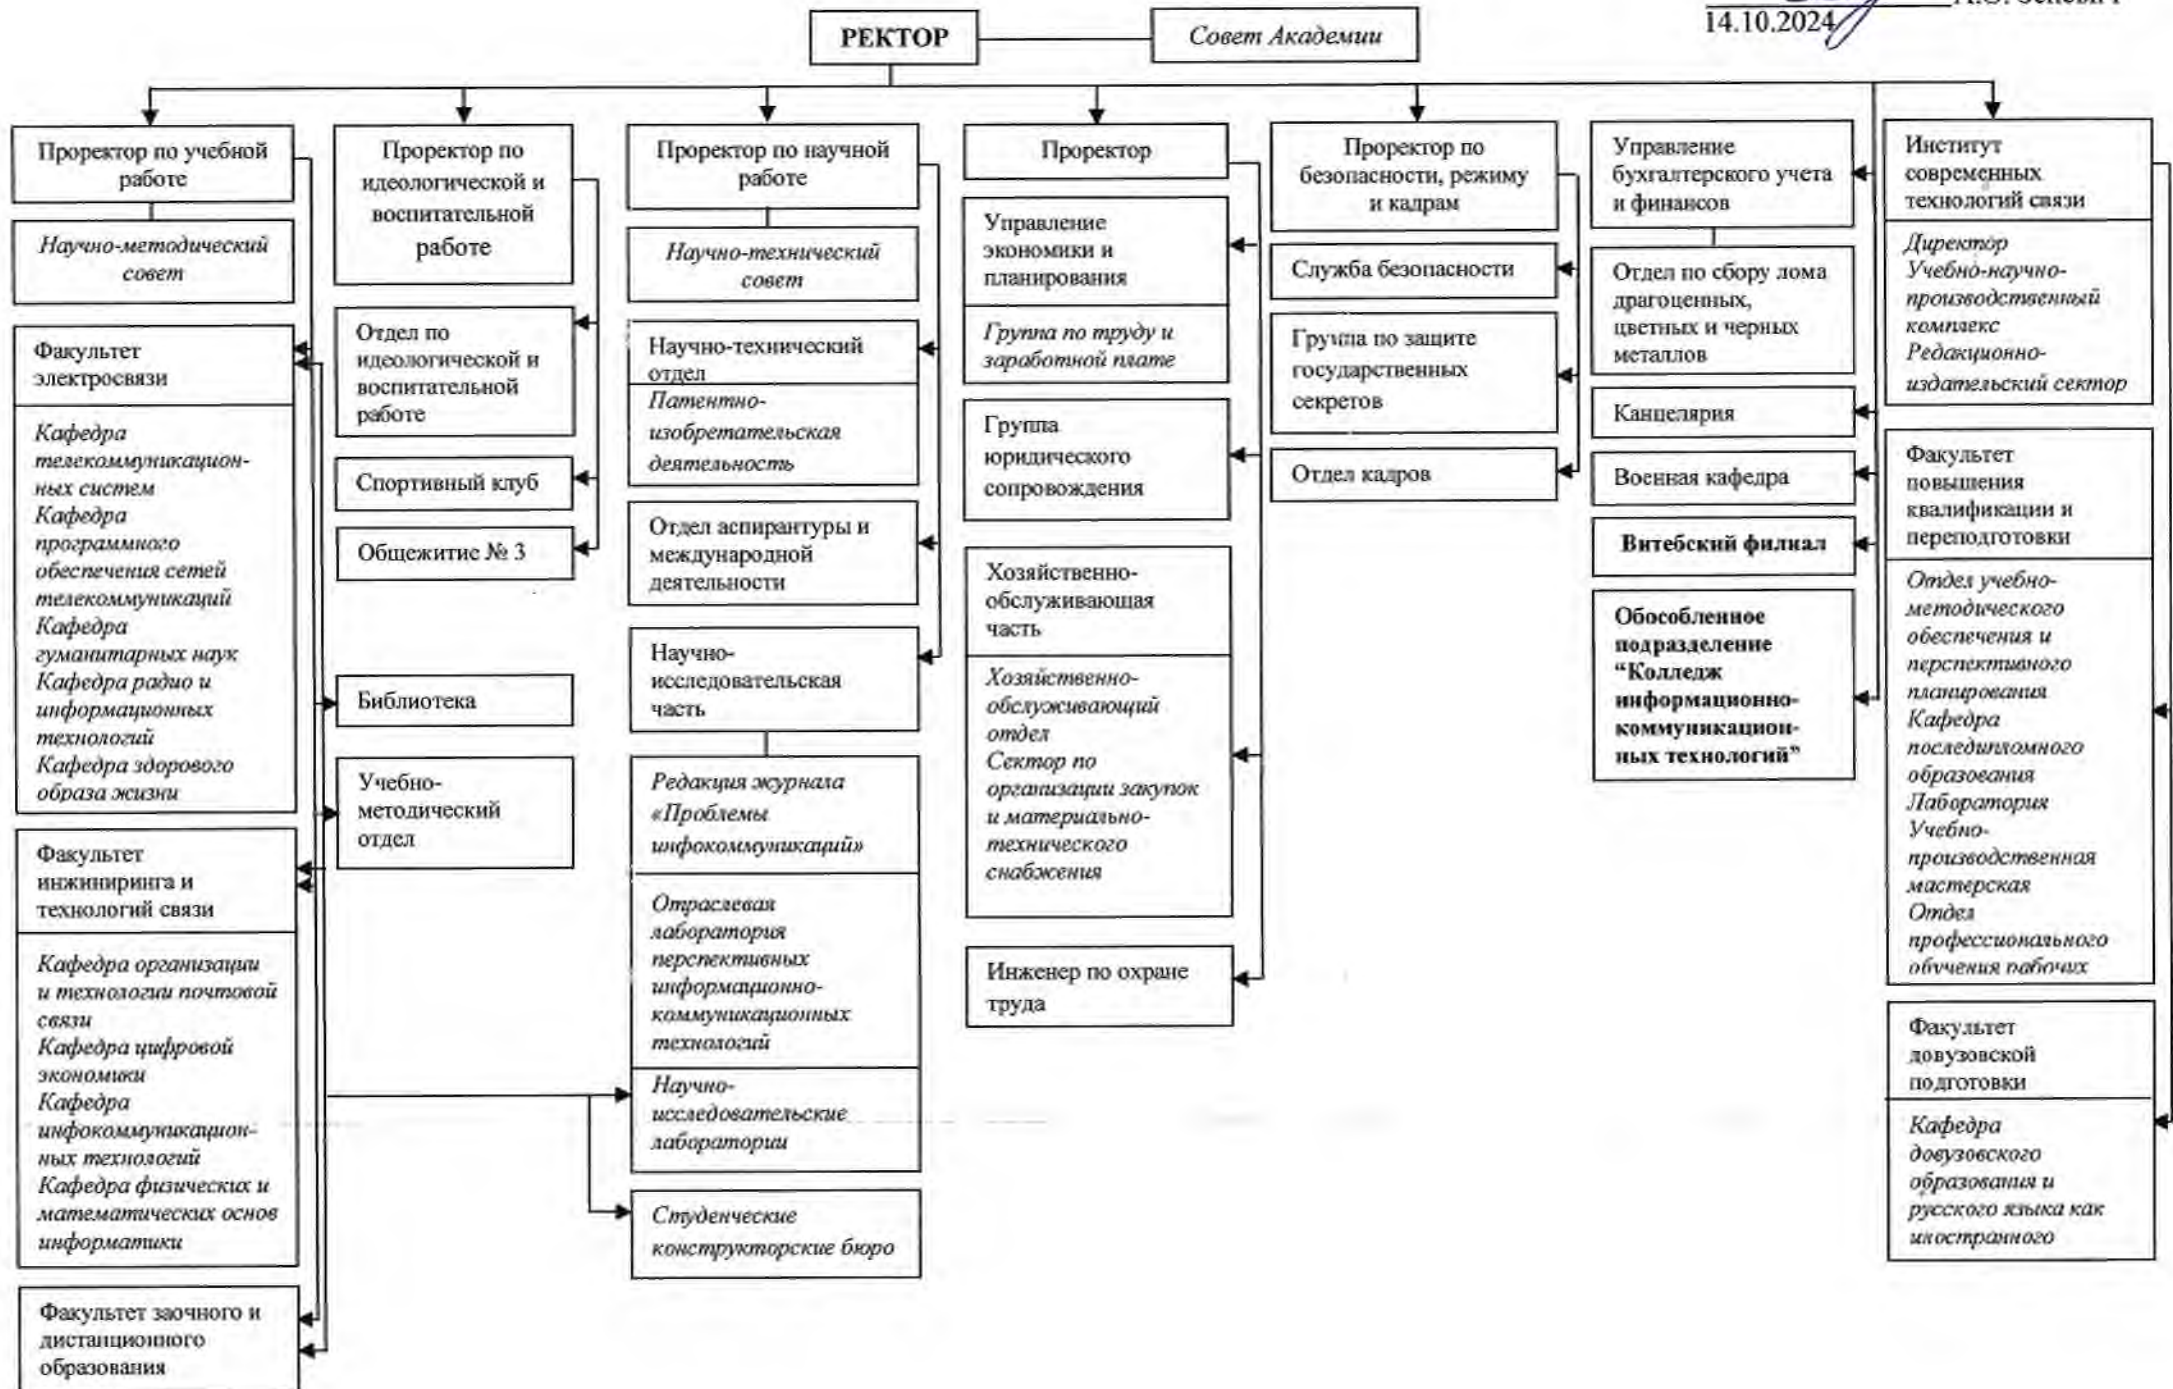 14.10.2024
РЕКТОР
Совет Академии
Проректор по учебной
работе
Научно-методический
совет
Факультет
электросвязи
Кафедра
телекоммуникацион-
ных систем
Кафедра
программного
обеспечения сетей
телекоммуникаций
Кафедра
гуманитарных наук
Кафедра радио и
информационных
технологий
Кафедра здорового
образа жизни
Факультет
инжиниринга и
технологий связи
Кафедра организации
и технологии почтовой
связи
Кафедра цифровой
экономики
Кафедра
инфокоммуникацион-
ных технологий
Кафедра физических и
математических основ
информатики
Факультет заочного и
дистанционного
образования
Проректор по
идеологической и
воспитательной
работе
Отдел по
идеологической и
воспитательной
работе
Спортивный клуб
Общежитие № 3
Библиотека
Учебно-
методический
отдел
Проректор по научной
работе
Научно-технический
совет
Научно-технический
отдел
Патентно-
изобретательская
деятельность
Отдел аспирантуры и
международной
деятельности
Научно-
исследовательская
часть
Редакция журнала
«Проблемы
инфокоммуникаций»
Отраслевая
лаборатория
перспективных
информационно-
коммуникационных
технологий
Научно-
исследовательские
лаборатории
Студенческие
конструкторские бюро
Проректор
Управление
экономики и
планирования
Группа по труду и
заработной плате
Группа
юридического
сопровождения
Хозяйственно-
обслуживающая
часть
Хозяйственно-
обслуживающий
отдел
Сектор по
организации закупок
и материально-
технического
снабжения
Инженер по охране
труда
Проректор по
безопасности, режиму
и кадрам
Служба безопасности
Группа по защите
государственных
секретов
Отдел кадров
Управление
бухгалтерского учета
и финансов
Отдел по сбору лома
драгоценных,
цветных и черных
металлов
Канцелярия
Военная кафедра
Витебский филиал
Обособленное
подразделение
“Колледж
информационно-
коммуникацион-
ных технологий”
Институт
современных
технологий связи
Директор
Учебно-научно-
производственный
комплекс
Редакционно-
издательский сектор
Факультет
повышения
квалификации и
переподготовки
Отдел учебно-
методического
обеспечения и
перспективного
планирования
Кафедра
последипломного
образования
Лаборатория
Учебно-
производственная
мастерская
Отдел
профессионального
обучения рабочих
Факультет
довузовской
подготовки
Кафедра
довузовского
образования и
русского языка как
иностранного